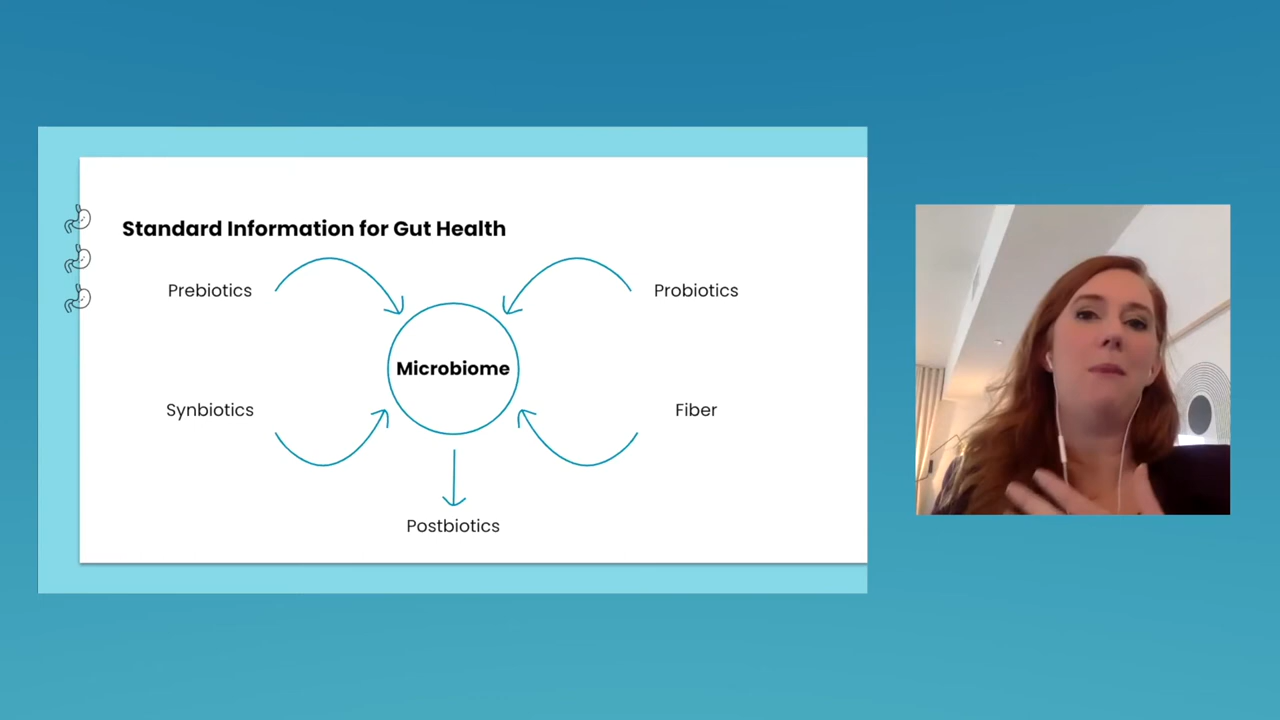 Standard Information for Gut Health
Prebiotics
Probiotics
Microbiome
Synbiotics
Fiber
Postbiotics